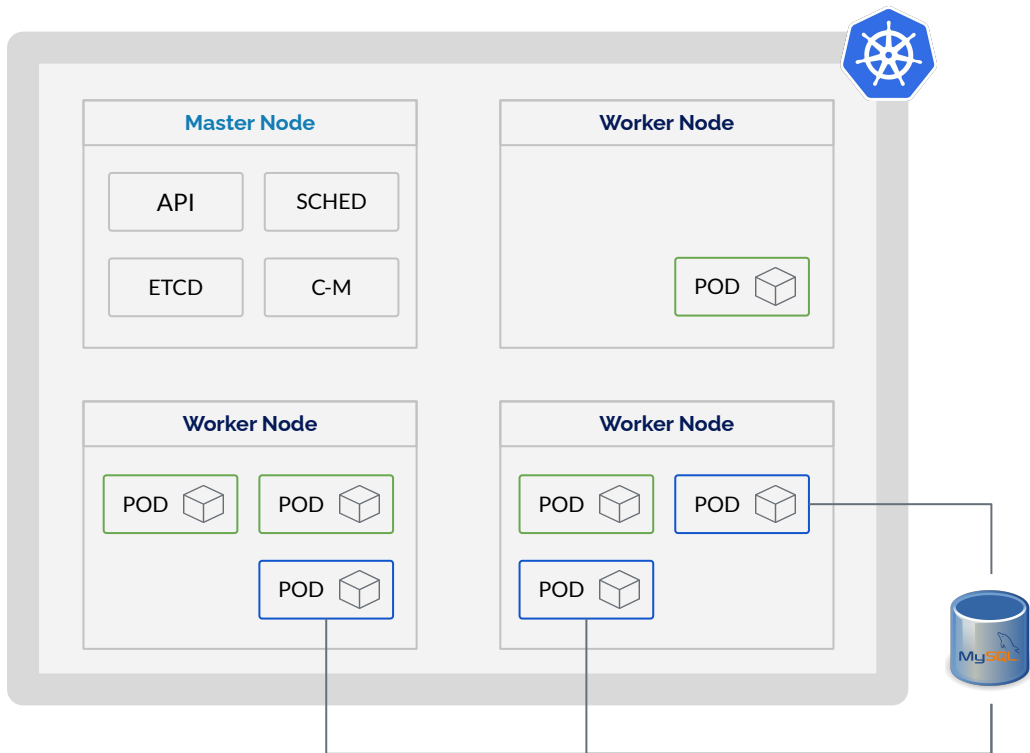 Master Node
API
SCHED
ETCD
C-M
Worker Node
POD
Worker Node
POD
POD
POD
Worker Node
POD
POD
POD
MySQL